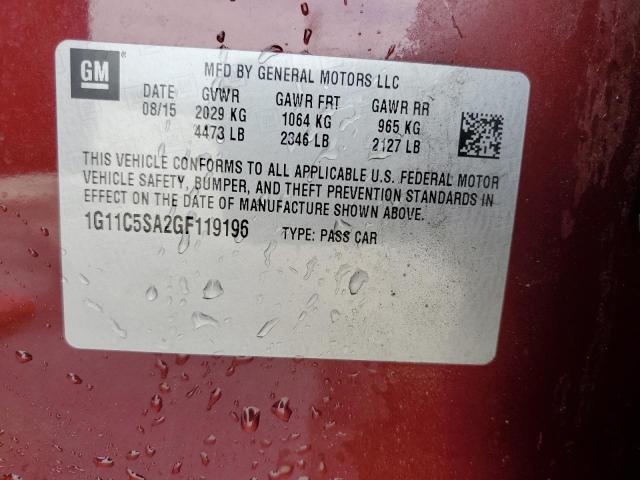 GM ®
MFD BY GENERAL MOTORS LLC
DATE GVWR GAWR FRT GAWR RR
08/15 2029 KG 1064 KG 965 KG
4473 LB 2346 LB 2127 LB
THIS VEHICLE CONFORMS TO ALL APPLICABLE U.S. FEDERAL MOTOR
VEHICLE SAFETY, BUMPER, AND THEFT PREVENTION STANDARDS IN
EFFECT ON THE DATE OF MANUFACTURE SHOWN ABOVE.
1G11C5SA2GF119196 TYPE: PASS CAR